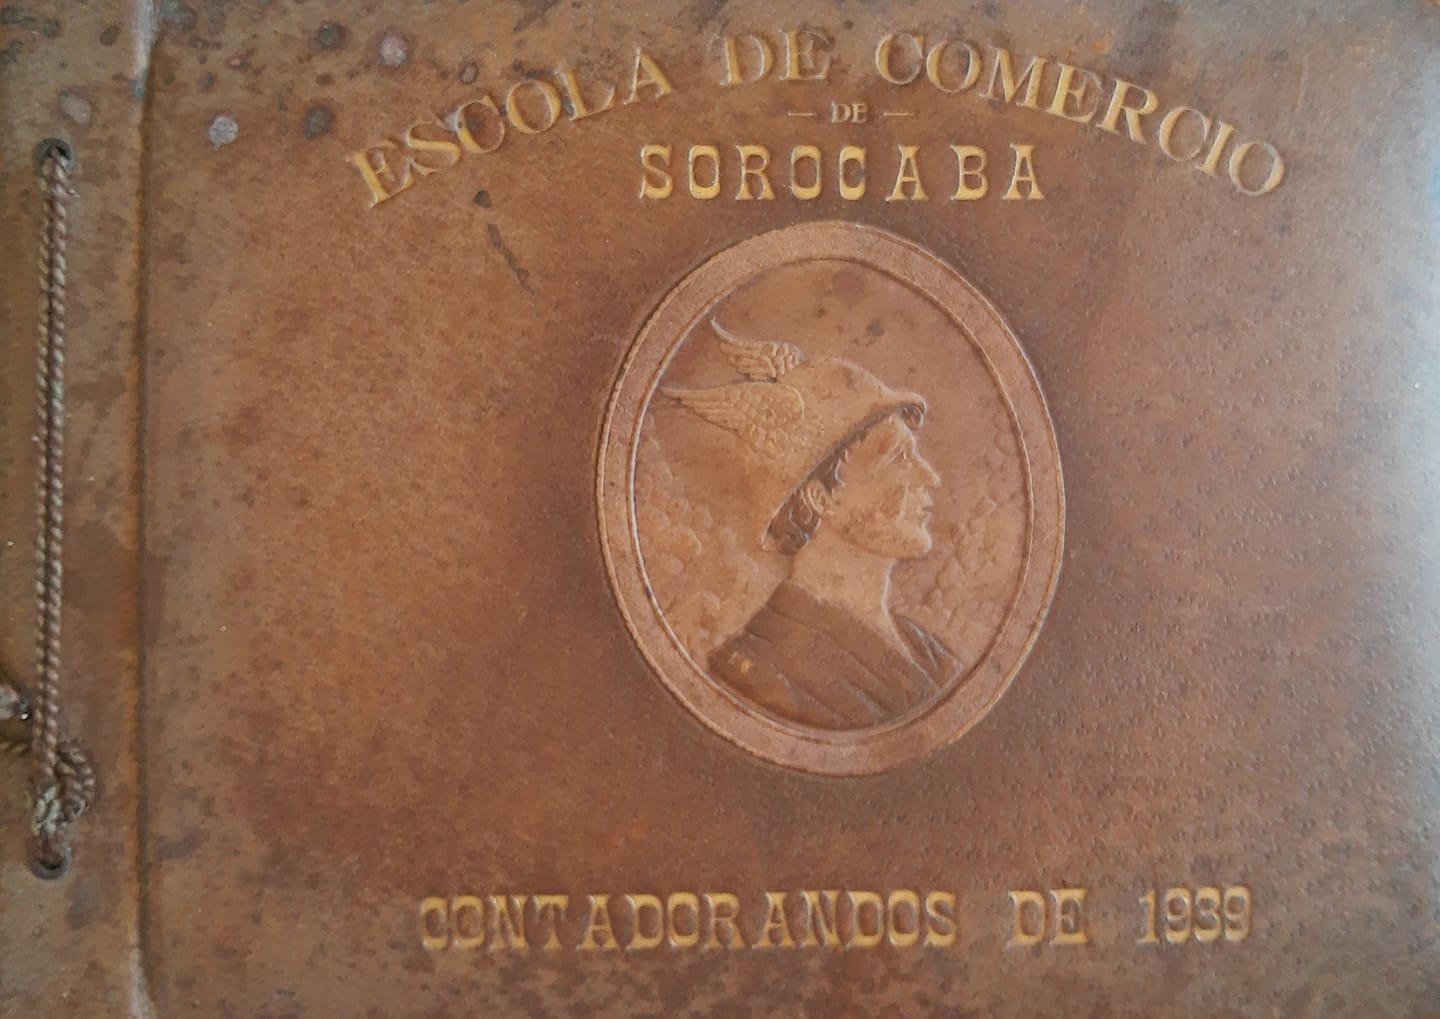 ESCOLA DE COMERCIO
— DE —
SOROCABA
CONTADORANDOS DE 1939